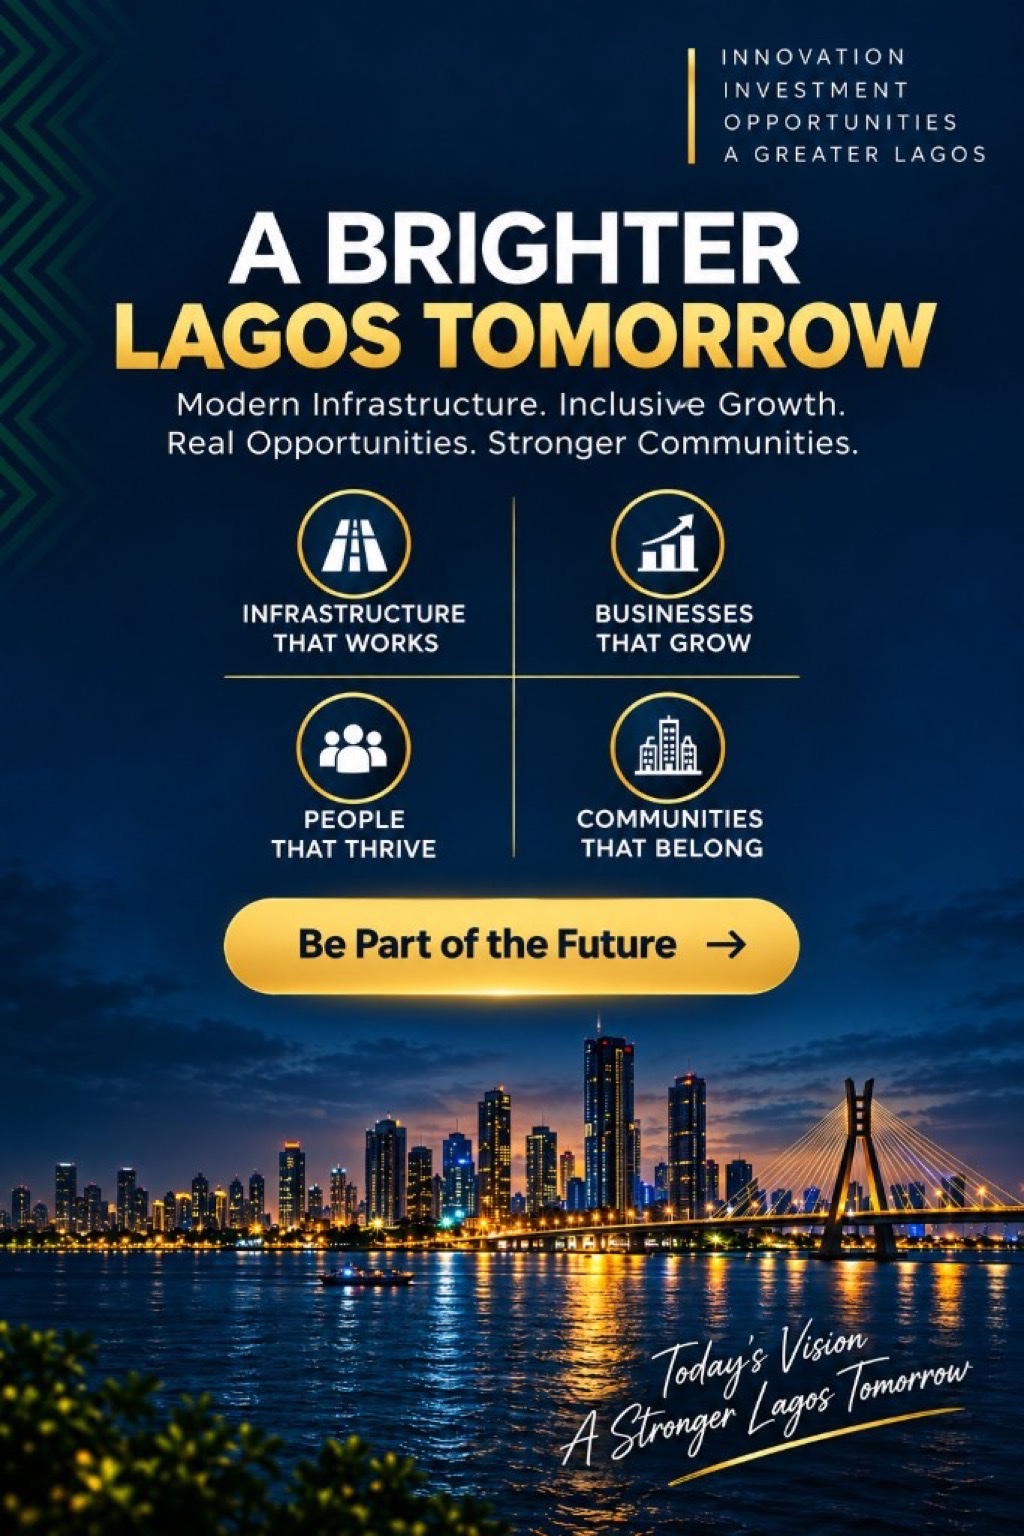 INNOVATION
INVESTMENT
OPPORTUNITIES
A GREATER LAGOS
A BRIGHTER
LAGOS TOMORROW
Modern Infrastructure. Inclusive Growth.
Real Opportunities. Stronger Communities.
INFRASTRUCTURE
THAT WORKS
BUSINESSES
THAT GROW
PEOPLE
THAT THRIVE
COMMUNITIES
THAT BELONG
Be Part of the Future →
Today's Vision
A Stronger Lagos Tomorrow